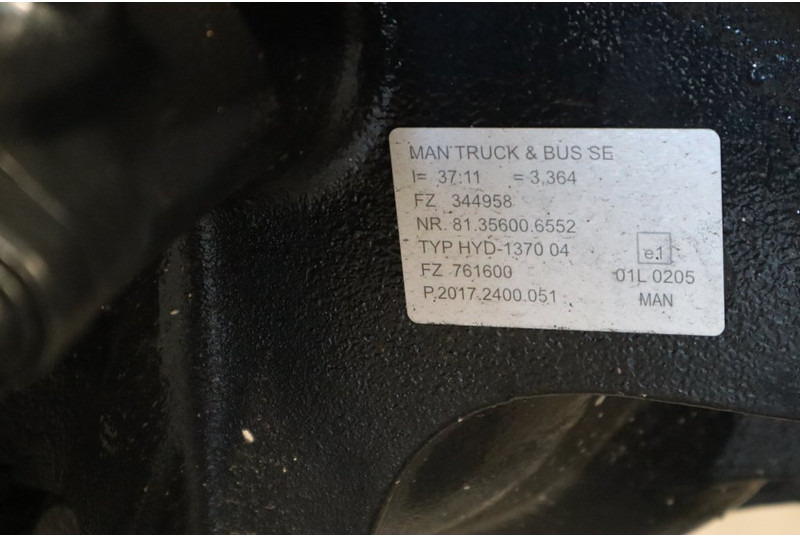 MAN TRUCK & BUS SE
I= 37:11 = 3,364
FZ 344958
NR. 81.35600.6552
TYP HYD-1370 04 e1
FZ 761600 01L 0205
P.2017.2400.051 MAN